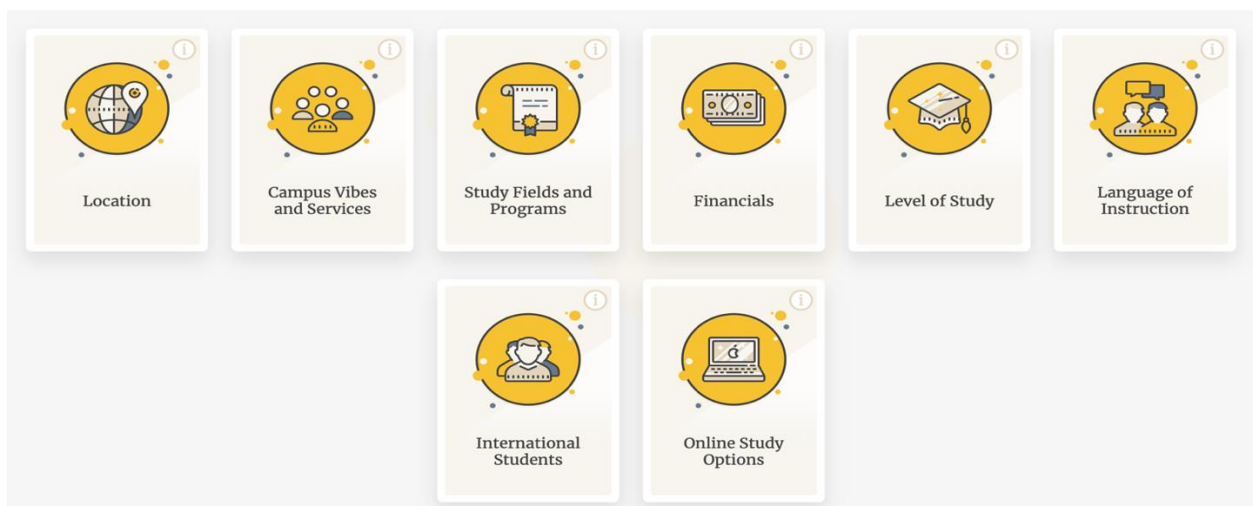 Location
Campus Vibes
and Services
Study Fields and
Programs
Financials
Level of Study
Language of
Instruction
International
Students
Online Study
Options